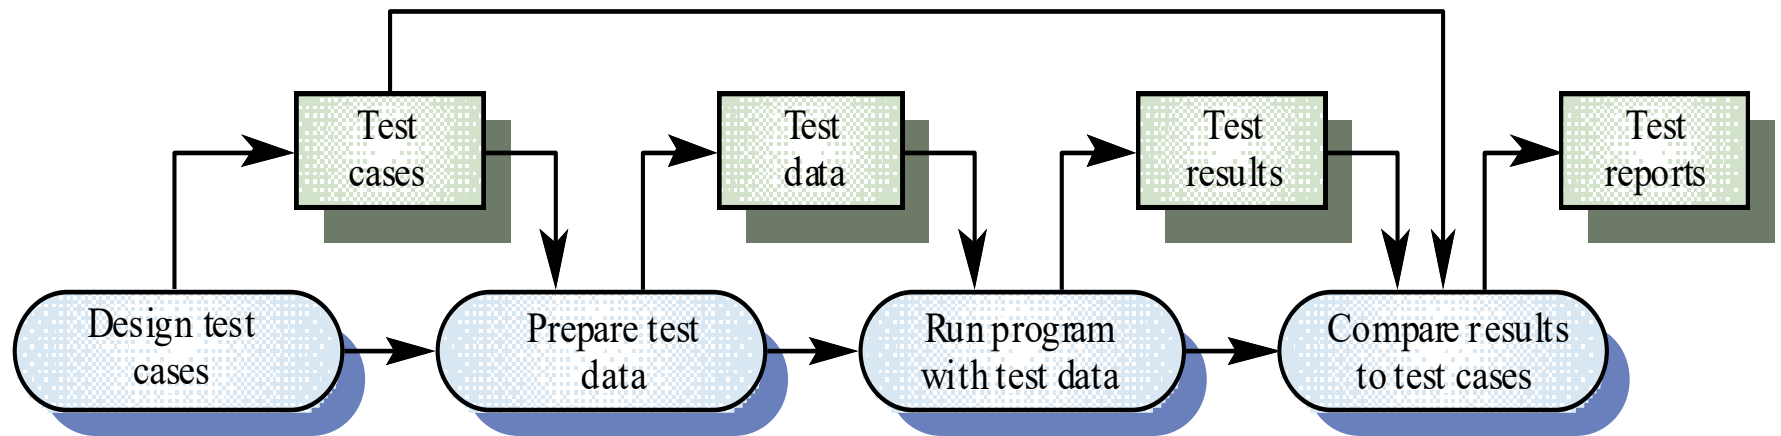 Test
cases
Test
data
Test
results
Test
reports
Design test
cases
Prepare test
data
Run program
with test data
Compare results
to test cases